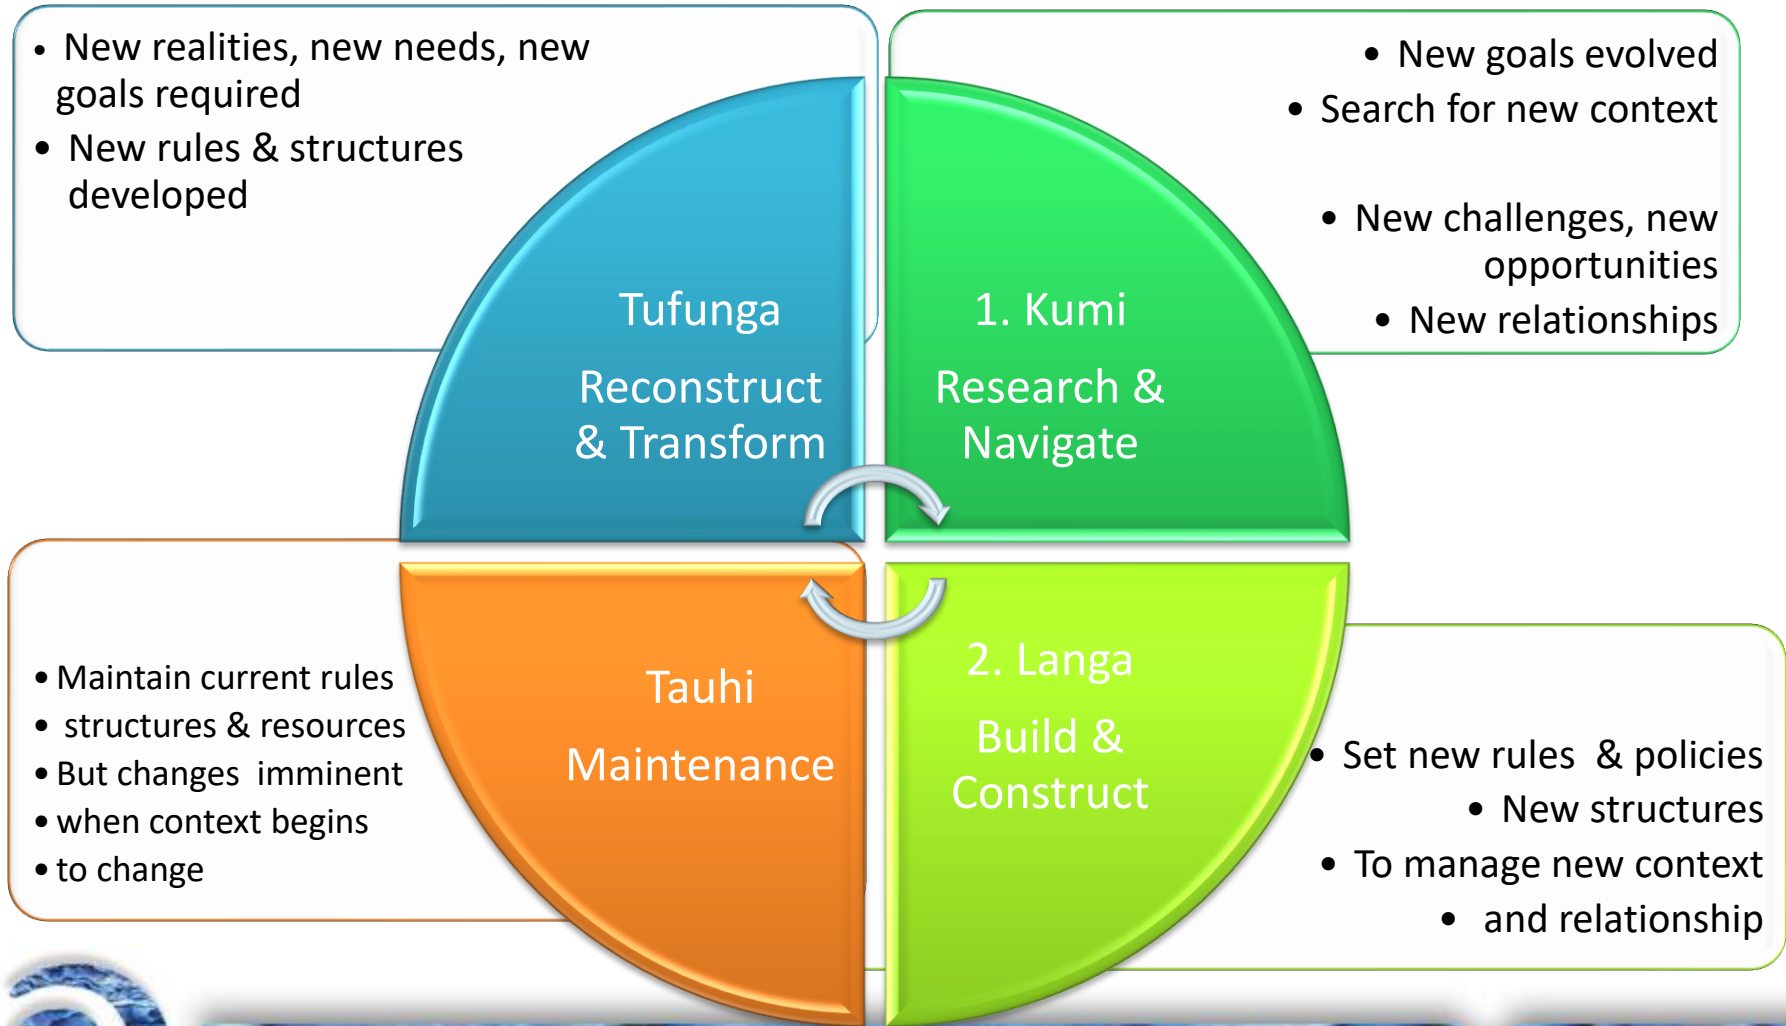 • New realities, new needs, new
goals required
• New rules & structures
developed
• New goals evolved
• Search for new context
• New challenges, new
opportunities
• New relationships
Tufunga
Reconstruct
& Transform
1. Kumi
Research &
Navigate
Tauhi
Maintenance
2. Langa
Build &
Construct
• Maintain current rules
• structures & resources
• But changes imminent
• when context begins
• to change
• Set new rules & policies
• New structures
• To manage new context
• and relationship